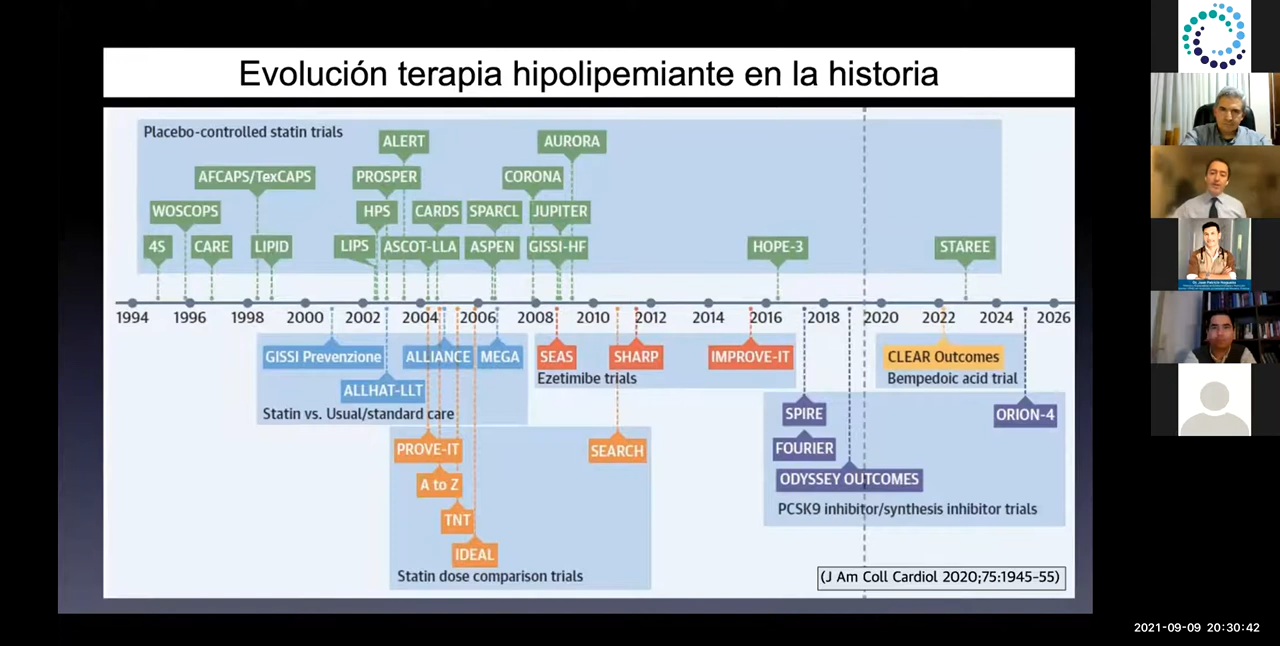 Evolución terapia hipolipemiante en la historia
Placebo-controlled statin trials
ALERT
AURORA
AFCAPS/TexCAPS
PROSPER
CORONA
WOSCOPS
HPS
CARDS
SPARCL
JUPITER
4S
CARE
LIPID
LIPS
ASCOT-LLA
ASPEN
GISSI-HF
HOPE-3
STAREE
1994 1996 1998 2000 2002 2004 2006 2008 2010 2012 2014 2016 2018 2020 2022 2024 2026
GISSI Prevenzione
ALLIANCE
MEGA
SEAS
SHARP
IMPROVE-IT
CLEAR Outcomes
Ezetimibe trials
Bempedoic acid trial
ALLHAT-LLT
Statin vs. Usual/standard care
SPIRE
ORION-4
PROVE-IT
SEARCH
FOURIER
A to Z
ODYSSEY OUTCOMES
PCSK9 inhibitor/synthesis inhibitor trials
TNT
IDEAL
Statin dose comparison trials
(J Am Coll Cardiol 2020;75:1945–55)
2021-09-09 20:30:42